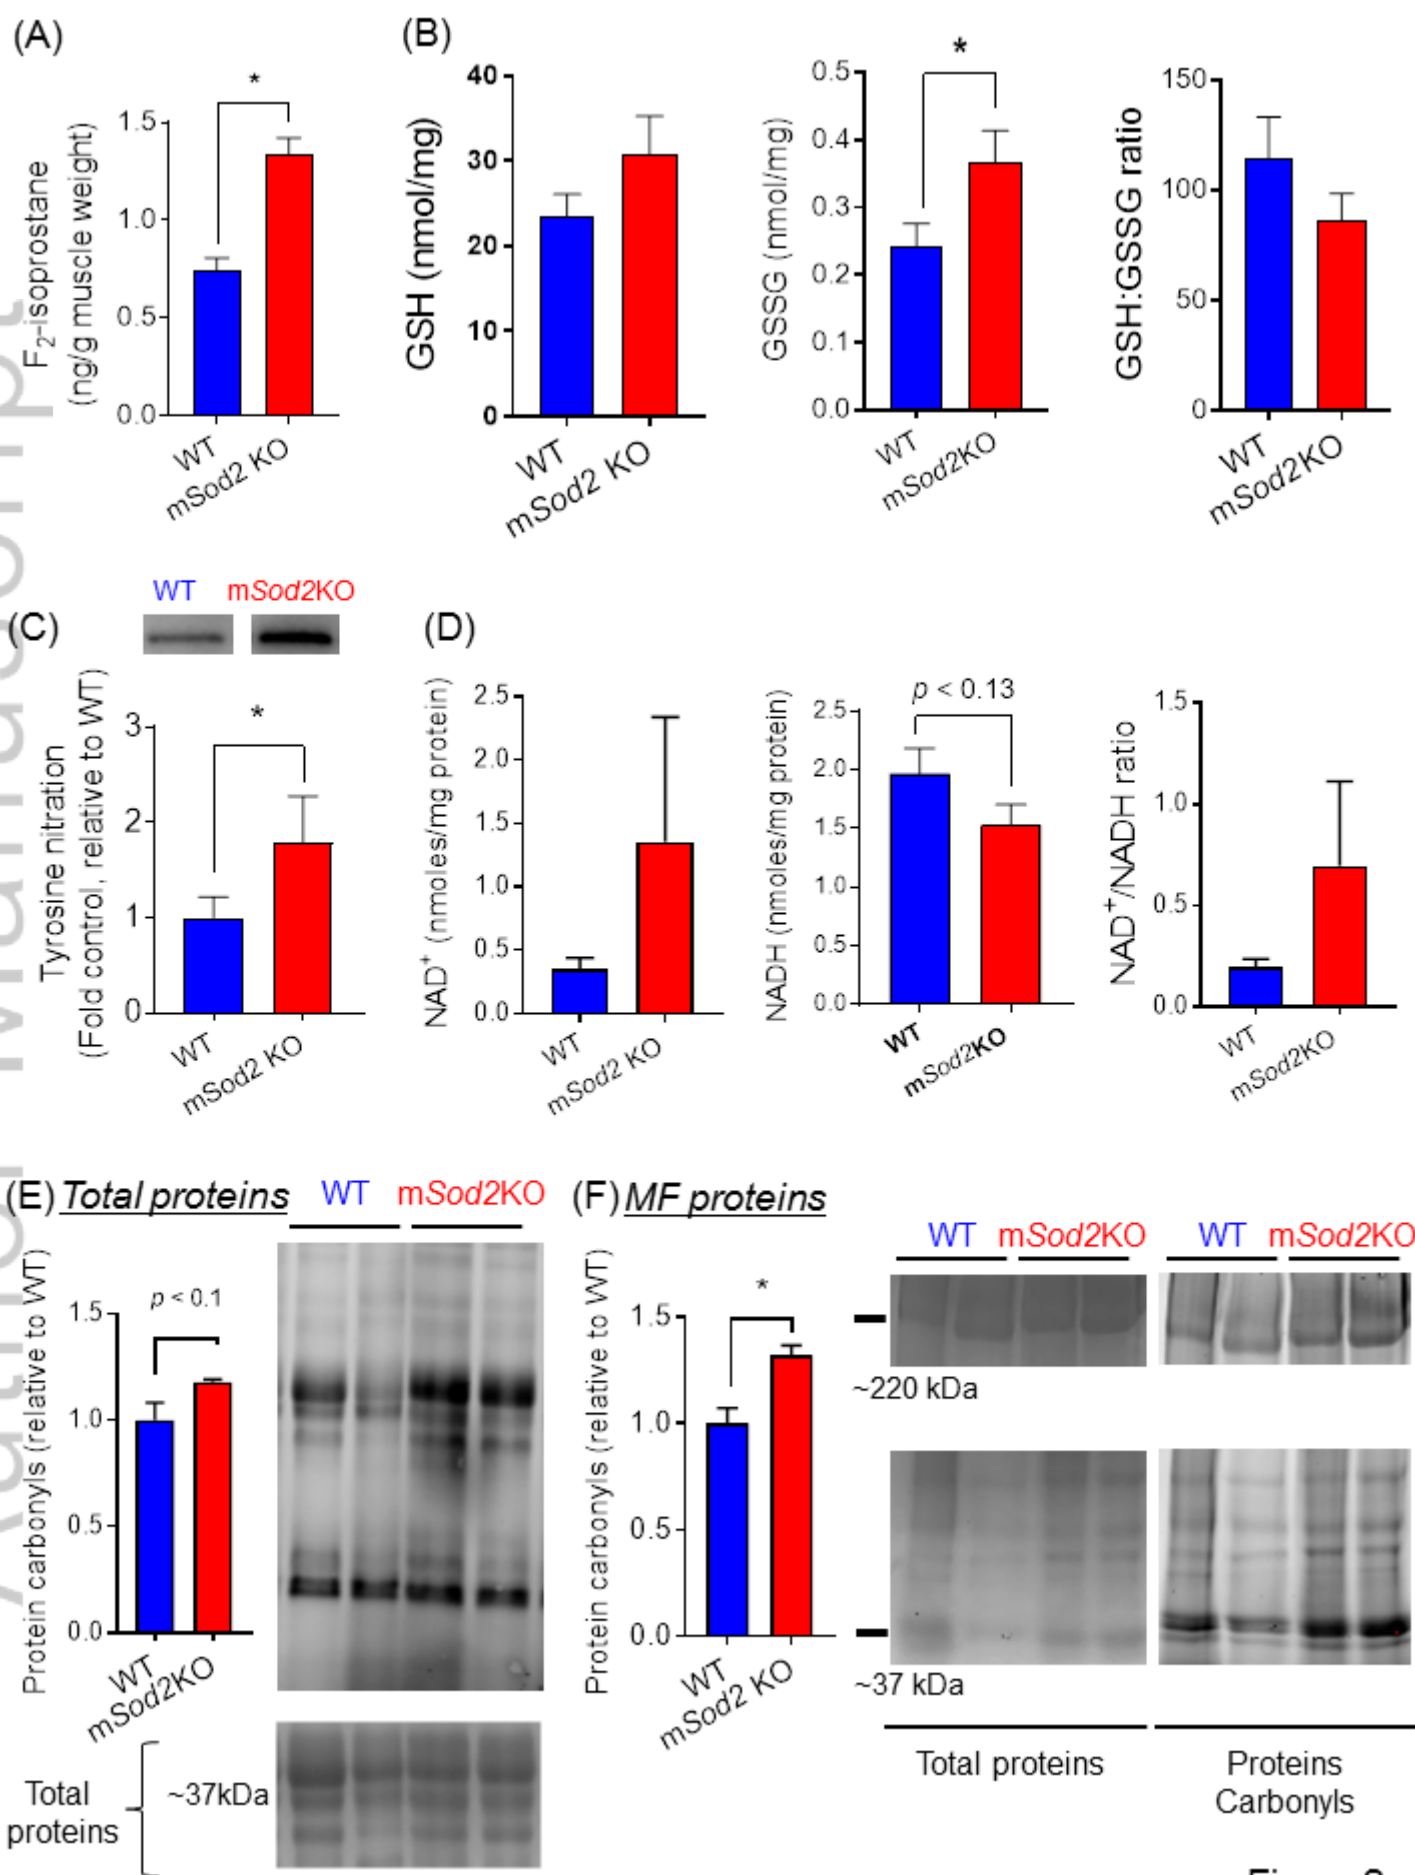 (A)
*
F2-isoprostane
(ng/g muscle weight)
1.5
1.0
0.5
0.0
WT
mSod2 KO
(B)
GSH (nmol/mg)
40
30
20
10
0
WT
mSod2 KO
*
GSSG (nmol/mg)
0.5
0.4
0.3
0.2
0.1
0.0
WT
mSod2KO
GSH:GSSG ratio
150
100
50
0
WT
mSod2KO
(C)
WT mSod2KO
*
Tyrosine nitration
(Fold control, relative to WT)
3
2
1
0
WT
mSod2 KO
(D)
NAD+ (nmoles/mg protein)
2.5
2.0
1.5
1.0
0.5
0.0
WT
mSod2 KO
p < 0.13
NADH (nmoles/mg protein)
2.5
2.0
1.5
1.0
0.5
0.0
WT
mSod2KO
NAD+/NADH ratio
1.5
1.0
0.5
0.0
WT
mSod2KO
(E) Total proteins
WT mSod2KO
p < 0.1
Protein carbonyls (relative to WT)
1.5
1.0
0.5
0.0
WT
mSod2KO
Total
proteins
~37kDa
(F) MF proteins
*
Protein carbonyls (relative to WT)
1.5
1.0
0.5
0.0
WT
mSod2 KO
WT mSod2KO
WT mSod2KO
~220 kDa
~37 kDa
Total proteins
Proteins
Carbonyls